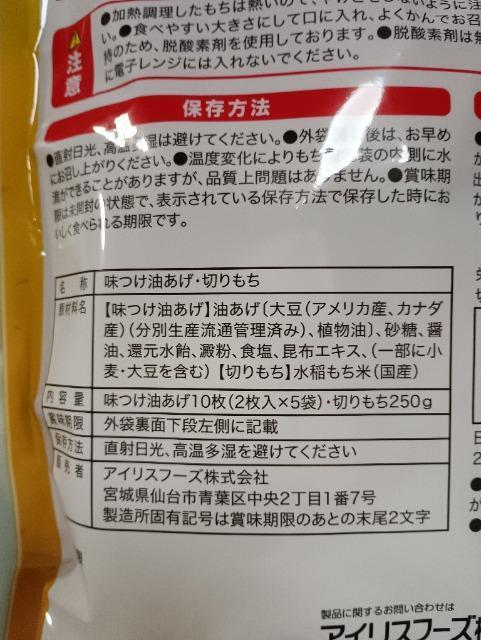 ●加熱調理したもちは熱いので、
い。●食べやすい大きさにして口に入れ、よくかんでお召
持のため、脱酸素剤を使用しております。●脱酸素剤は
に電子レンジには入れないでください。
注意
保存方法
●直射日光、高温多湿は避けてください。●外袋 後は、お早め
にお召し上がりください。●温度変化によりもち 装の内側に水
滴ができることがありますが、品質上問題はありません。●賞味期
限は未開封の状態で、表示されている保存方法で保存した時にお
いしく食べられる期限です。
名称 味つけ油あげ・切りもち
原材料名 【味つけ油あげ】油あげ〔大豆(アメリカ産、カナダ
産)(分別生産流通管理済み)、植物油〕、砂糖、醤
油、還元水飴、澱粉、食塩、昆布エキス、(一部に小
麦・大豆を含む)【切りもち】水稲もち米(国産)
内容量 味つけ油あげ10枚(2枚入×5袋)・切りもち250g
賞味期限 外袋裏面下段左側に記載
保存方法 直射日光、高温多湿を避けてください
販売者 アイリスフーズ株式会社
宮城県仙台市青葉区中央2丁目1番7号
製造所固有記号は賞味期限のあとの末尾2文字
製品に関するお問い合わせは
アイリスフーズ